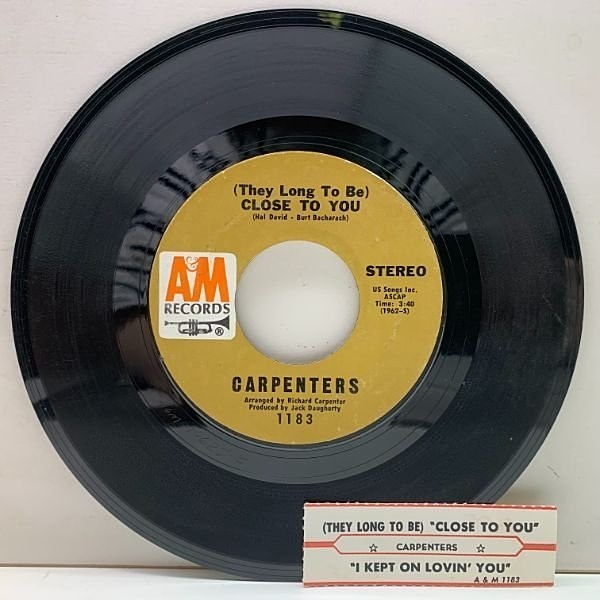 (They Long To Be)
CLOSE TO YOU
(Hal David - Burt Bacharach)
A&M
RECORDS
®
STEREO
US Songs Inc.
ASCAP
Time: 3:40
(1962-S)
CARPENTERS
Arranged by Richard Carpenter
Produced by Jack Daugherty
1183
(THEY LONG TO BE) "CLOSE TO YOU"
☆ CARPENTERS ☆
"I KEPT ON LOVIN' YOU"
A & M 1183